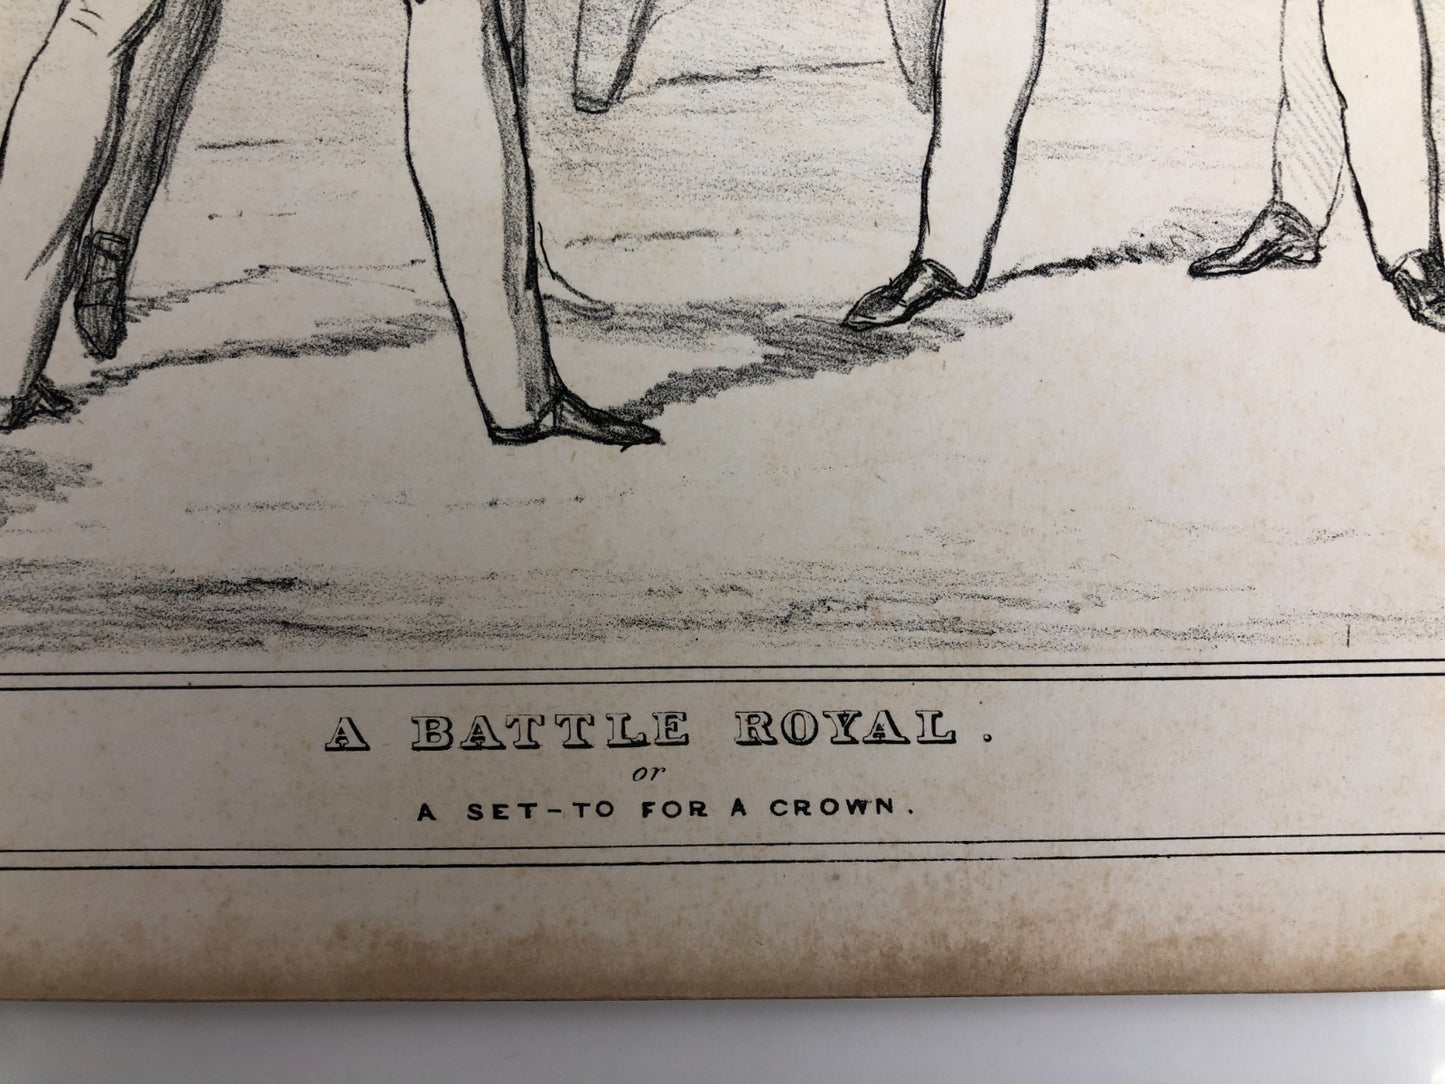 A BATTLE ROYAL.
or
A SET-TO FOR A CROWN.